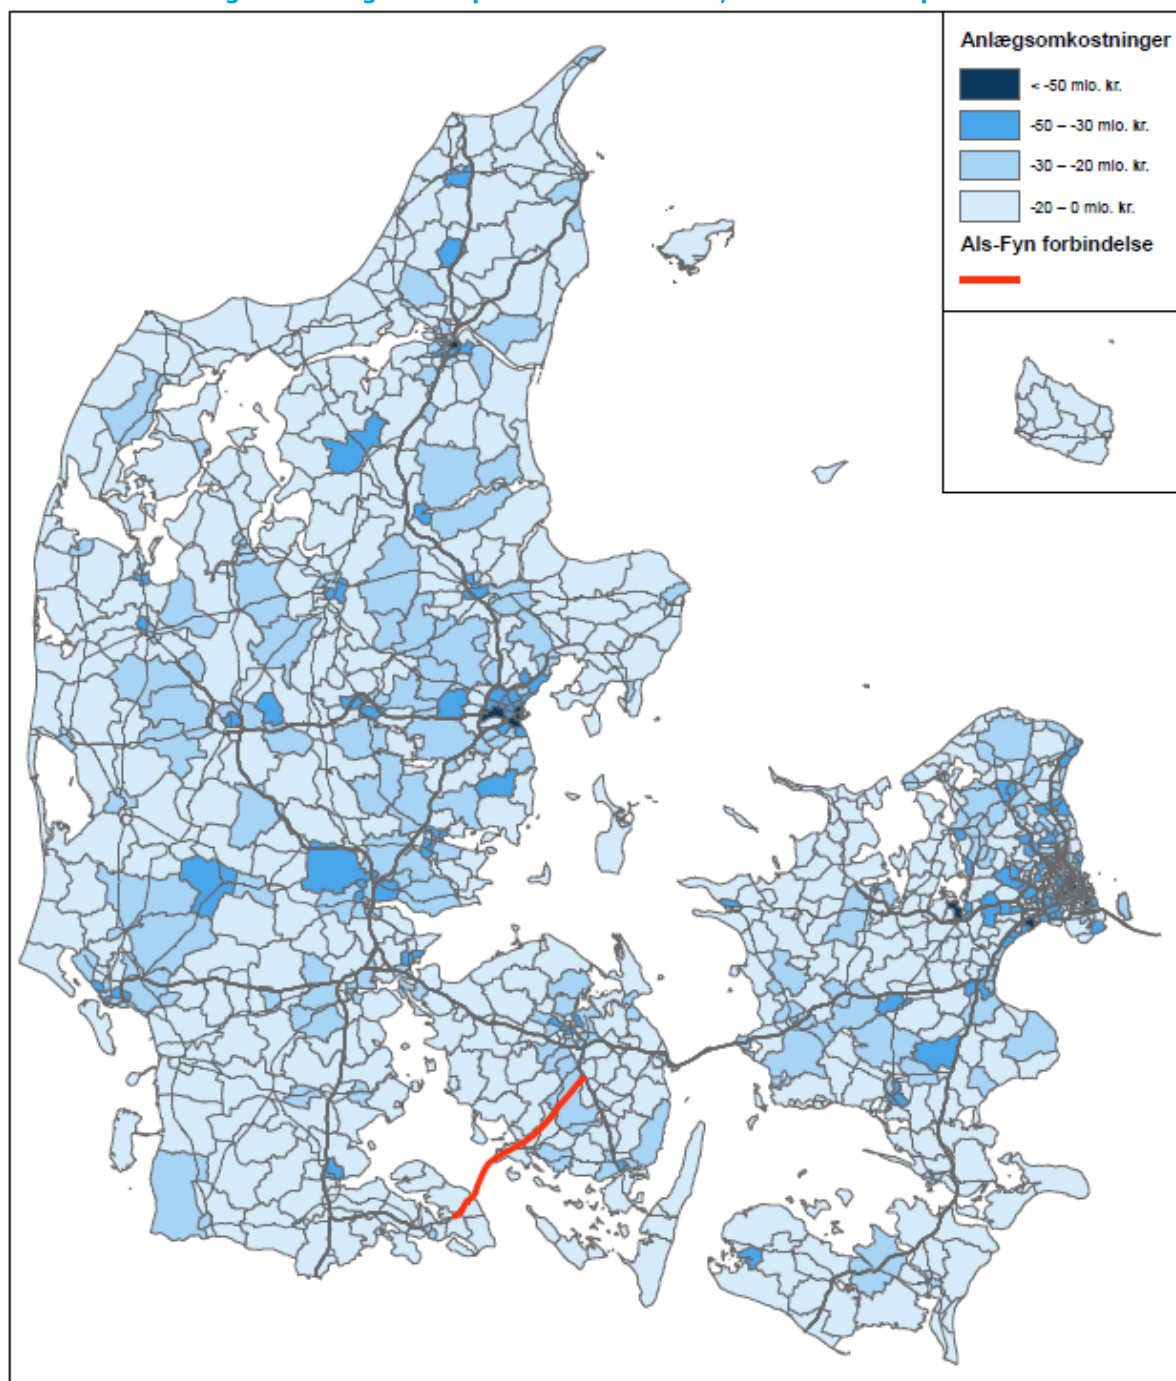 Anlægsomkostninger
< -50 mio. kr.
-50 – -30 mio. kr.
-30 – -20 mio. kr.
-20 – 0 mio. kr.
Als-Fyn forbindelse